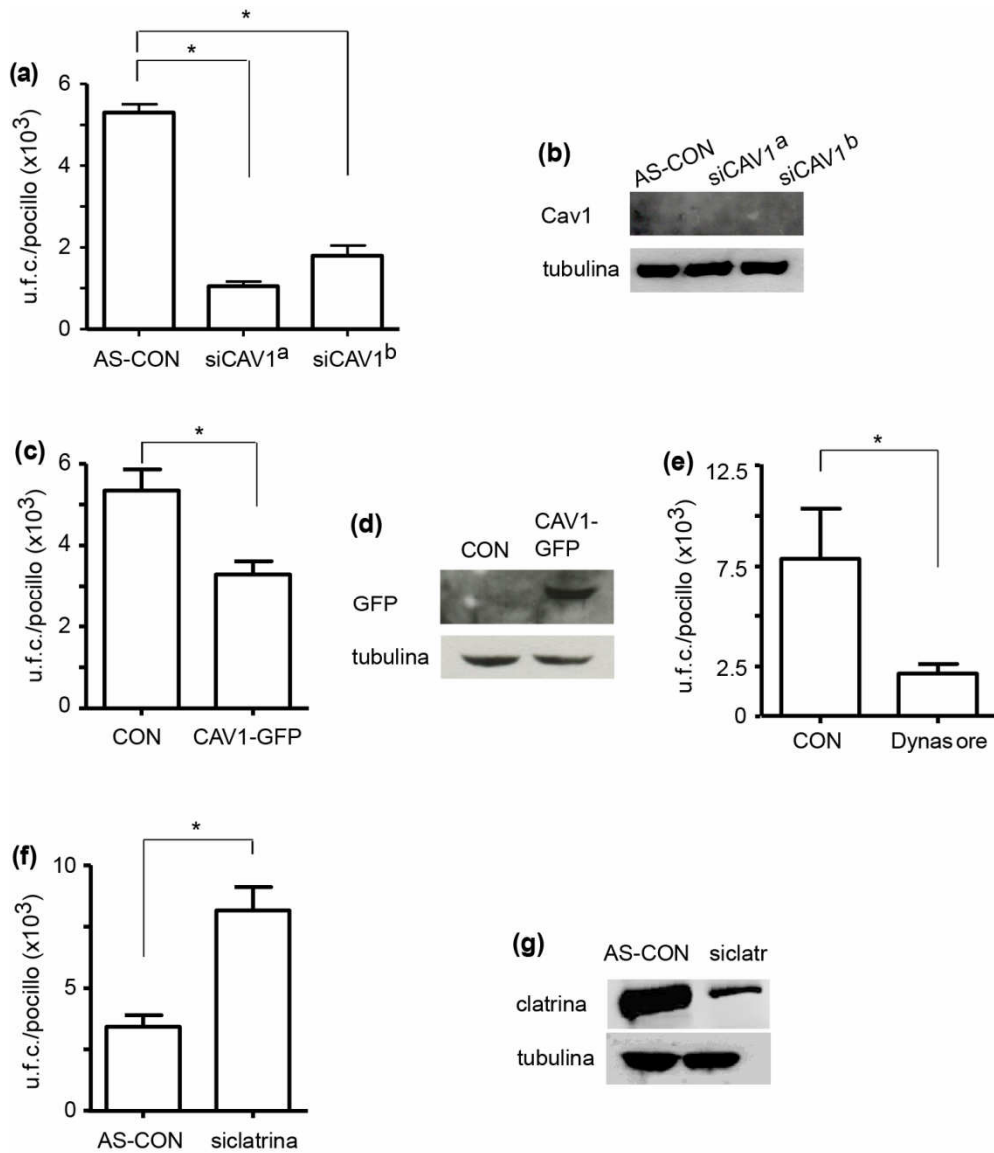 *
*
(a)
u.f.c./pocillo (x10³)
6
4
2
0
AS-CON siCAV1ᵃ siCAV1ᵇ
(b)
AS-CON siCAV1ᵃ siCAV1ᵇ
Cav1
tubulina
(c)
*
u.f.c./pocillo (x10³)
6
4
2
0
CON CAV1-GFP
(d)
CON CAV1-
GFP
GFP
tubulina
(e)
*
u.f.c./pocillo (x10³)
12.5
7.5
2.5
0
CON Dynasore
(f)
*
u.f.c./pocillo (x10³)
10
5
0
AS-CON siclatrina
(g)
AS-CON siclatr
clatrina
tubulina